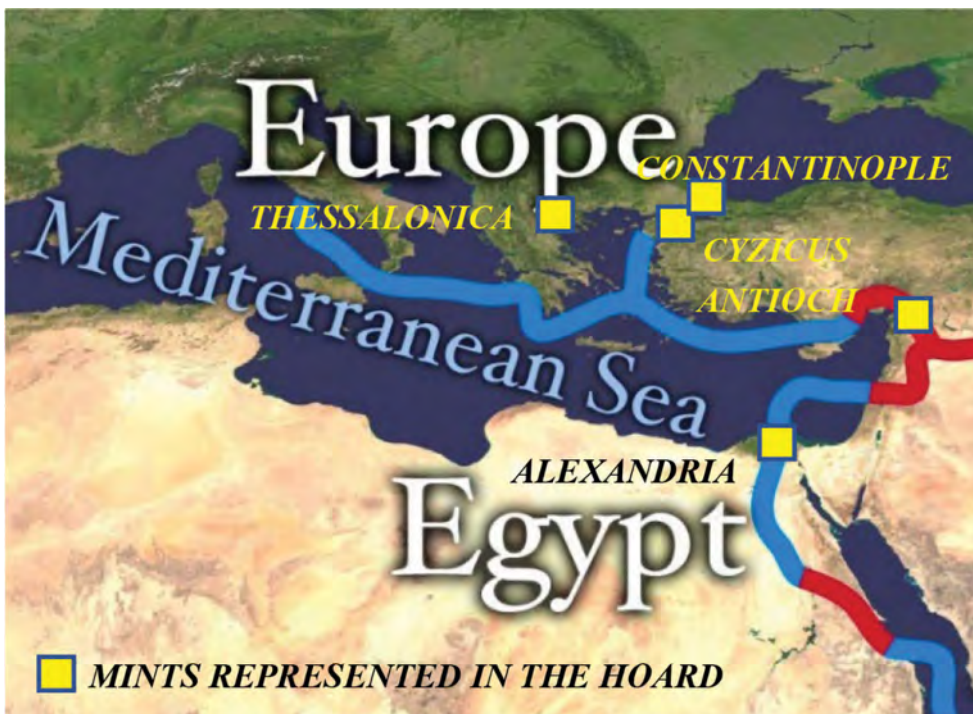 Europe
CONSTANTINOPLE
THESSALONICA
CYZICUS
ANTIOCH
Mediterranean Sea
ALEXANDRIA
Egypt
MINTS REPRESENTED IN THE HOARD